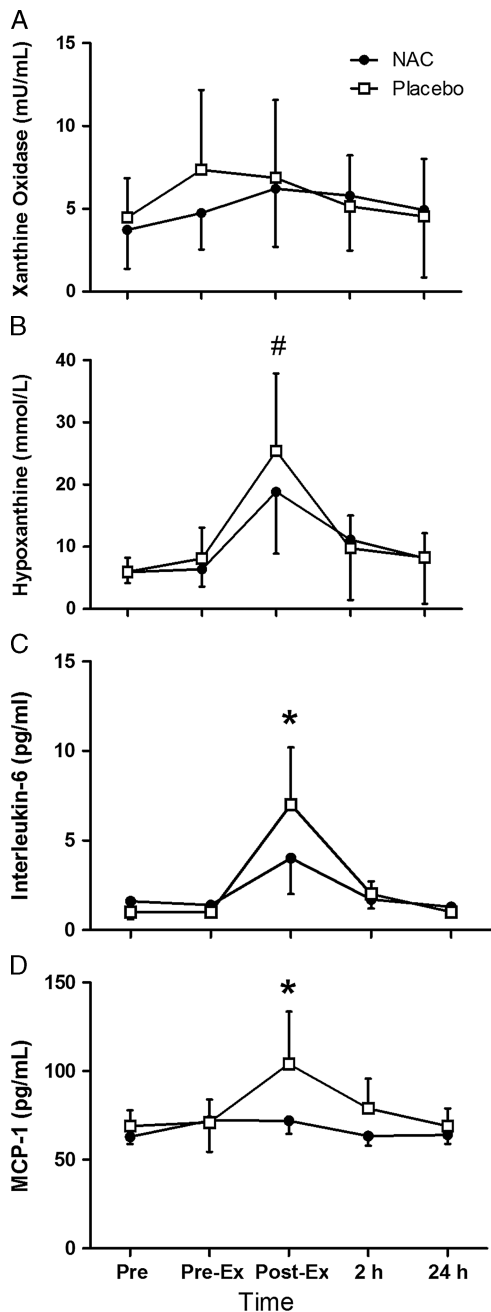 A
Xanthine Oxidase (mU/mL)
15
10
5
0
NAC
Placebo
B
Hypoxanthine (mmol/L)
40
30
20
10
0
#
C
Interleukin-6 (pg/ml)
15
10
5
0
*
D
MCP-1 (pg/mL)
150
100
50
0
*
Pre Pre-Ex Post-Ex 2 h 24 h
Time